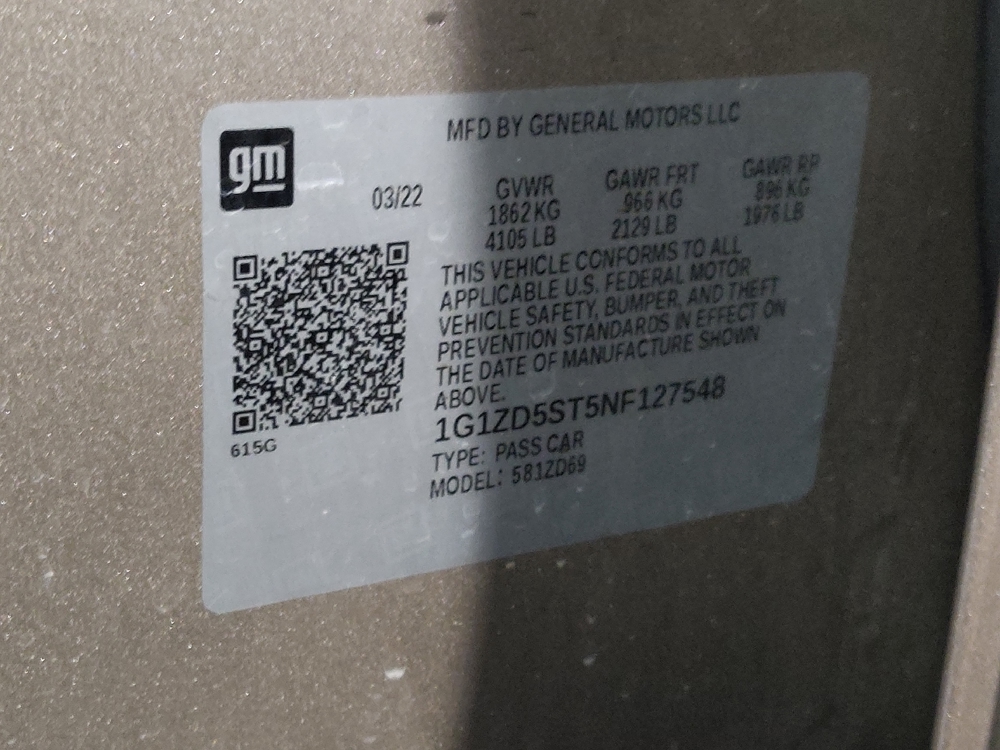 gm
MFD BY GENERAL MOTORS LLC
03/22
GVWR GAWR FRT GAWR RR
1862 KG 966 KG 896 KG
4105 LB 2129 LB 1976 LB
THIS VEHICLE CONFORMS TO ALL
APPLICABLE U.S. FEDERAL MOTOR
VEHICLE SAFETY, BUMPER, AND THEFT
PREVENTION STANDARDS IN EFFECT ON
THE DATE OF MANUFACTURE SHOWN
ABOVE.
1G1ZD5ST5NF127548
615G
TYPE: PASS CAR
MODEL: 581ZD69